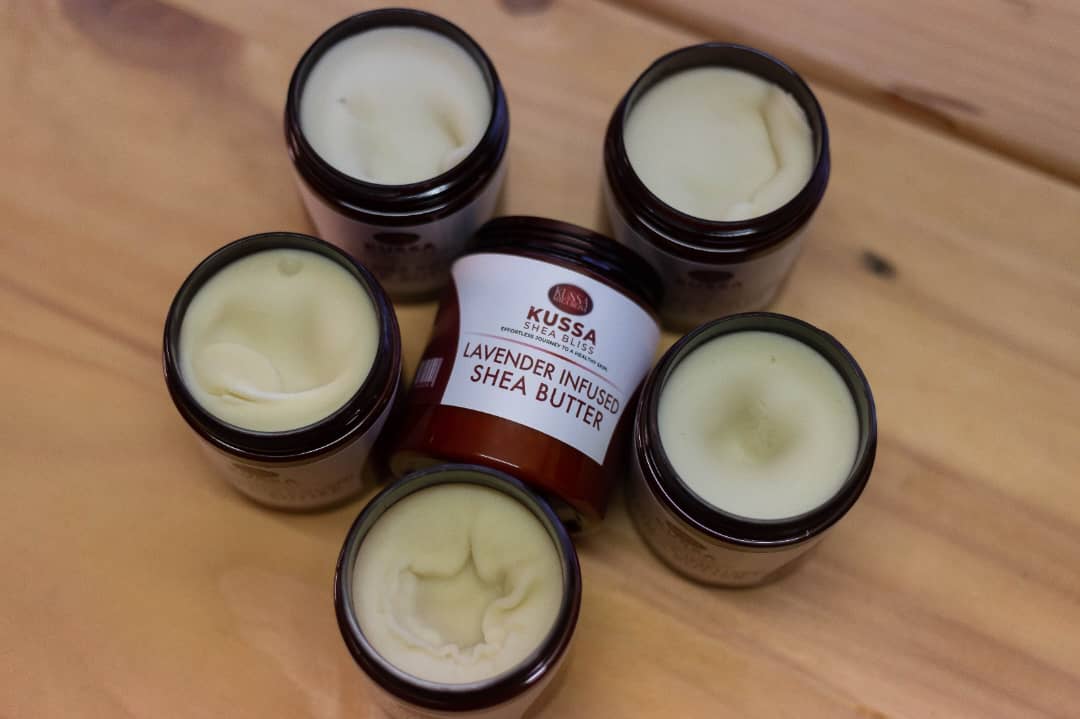 KUSSA
KUSSA
SHEA BLISS
EFFORTLESS JOURNEY TO A HEALTHY SKIN.
LAVENDER INFUSED
SHEA BUTTER